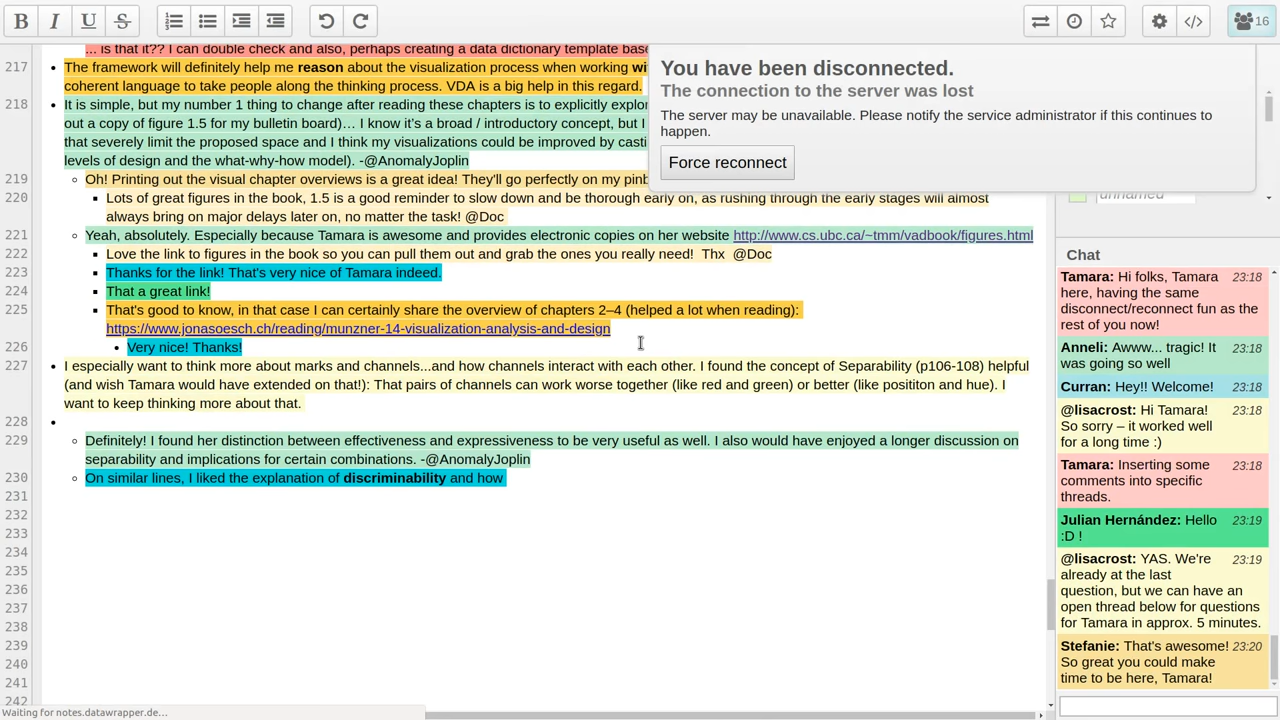 B I U S 16
... is that it?? I can double check and also, perhaps creating a data dictionary template base
217 The framework will definitely help me reason about the visualization process when working wi
coherent language to take people along the thinking process. VDA is a big help in this regard.
218 It is simple, but my number 1 thing to change after reading these chapters is to explicitly explor
out a copy of figure 1.5 for my bulletin board)… I know it's a broad / introductory concept, but I
that severely limit the proposed space and I think my visualizations could be improved by casti
levels of design and the what-why-how model). -@AnomalyJoplin
219 Oh! Printing out the visual chapter overviews is a great idea! They'll go perfectly on my pinb
220 Lots of great figures in the book, 1.5 is a good reminder to slow down and be thorough early on, as rushing through the early stages will almost
always bring on major delays later on, no matter the task! @Doc
221 Yeah, absolutely. Especially because Tamara is awesome and provides electronic copies on her website http://www.cs.ubc.ca/~tmm/vadbook/figures.html
222 Love the link to figures in the book so you can pull them out and grab the ones you really need! Thx @Doc
223 Thanks for the link! That's very nice of Tamara indeed.
224 That a great link!
225 That's good to know, in that case I can certainly share the overview of chapters 2–4 (helped a lot when reading):
https://www.jonasoesch.ch/reading/munzner-14-visualization-analysis-and-design
226 Very nice! Thanks!
227 I especially want to think more about marks and channels...and how channels interact with each other. I found the concept of Separability (p106-108) helpful
(and wish Tamara would have extended on that!): That pairs of channels can work worse together (like red and green) or better (like posititon and hue). I
want to keep thinking more about that.
228
229 Definitely! I found her distinction between effectiveness and expressiveness to be very useful as well. I also would have enjoyed a longer discussion on
separability and implications for certain combinations. -@AnomalyJoplin
230 On similar lines, I liked the explanation of discriminability and how
231
232
233
234
235
236
237
238
239
240
241
242
Waiting for notes.datawrapper.de…
You have been disconnected.
The connection to the server was lost
The server may be unavailable. Please notify the service administrator if this continues to
happen.
Force reconnect
unnamed
Chat
Tamara: Hi folks, Tamara 23:18
here, having the same
disconnect/reconnect fun as the
rest of you now!
Anneli: Awww... tragic! It 23:18
was going so well
Curran: Hey!! Welcome! 23:18
@lisacrost: Hi Tamara! 23:18
So sorry – it worked well
for a long time :)
Tamara: Inserting some 23:18
comments into specific
threads.
Julian Hernández: Hello 23:19
:D !
@lisacrost: YAS. We're 23:19
already at the last
question, but we can have an
open thread below for questions
for Tamara in approx. 5 minutes.
Stefanie: That's awesome! 23:20
So great you could make
time to be here, Tamara!